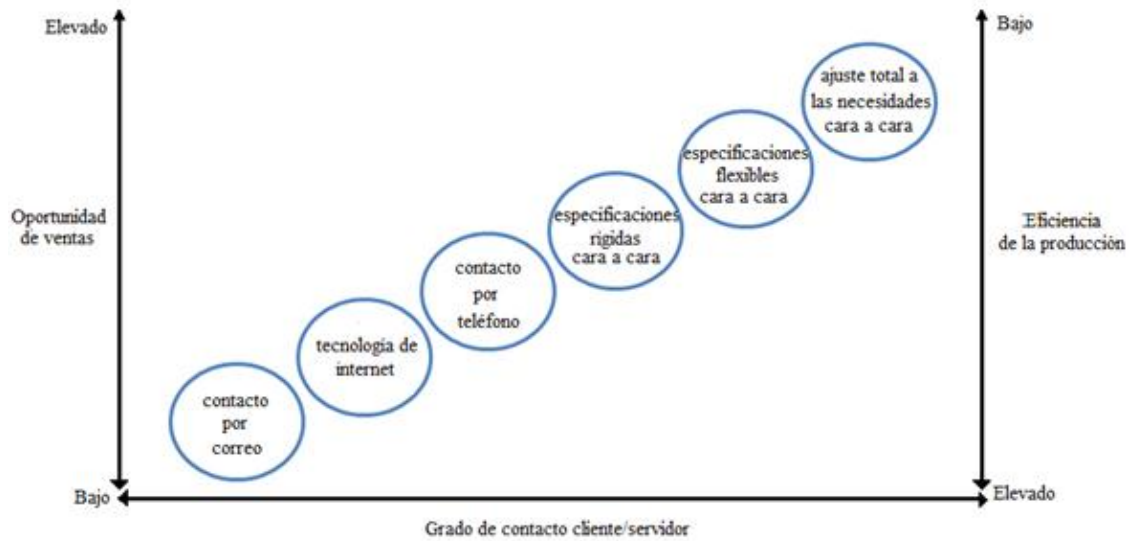 Elevado
Bajo
ajuste total a
las necesidades
cara a cara
especificaciones
flexibles
cara a cara
especificaciones
rigidas
cara a cara
Oportunidad
de ventas
Eficiencia
de la producción
contacto
por
teléfono
tecnología de
internet
contacto
por
correo
Bajo
Elevado
Grado de contacto cliente/servidor